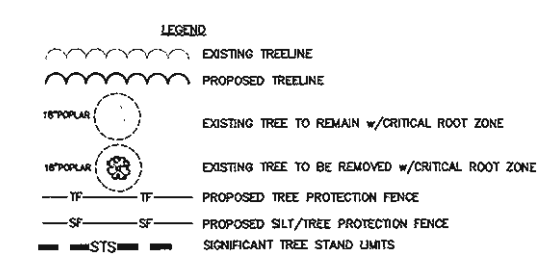 LEGEND
EXISTING TREELINE
PROPOSED TREELINE
18"POPLAR EXISTING TREE TO REMAIN w/CRITICAL ROOT ZONE
18"POPLAR EXISTING TREE TO BE REMOVED w/CRITICAL ROOT ZONE
TF TF PROPOSED TREE PROTECTION FENCE
SF SF PROPOSED SILT/TREE PROTECTION FENCE
STS SIGNIFICANT TREE STAND LIMITS